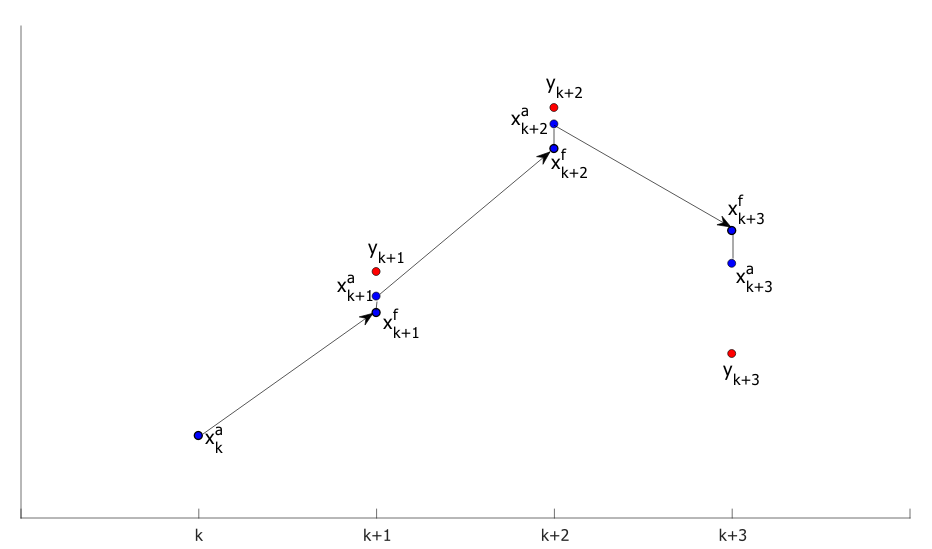 y_{k+2}
x^a_{k+2}
x^f_{k+2}
x^f_{k+3}
y_{k+1}
x^a_{k+1}
x^a_{k+3}
x^f_{k+1}
y_{k+3}
x^a_k
k k+1 k+2 k+3